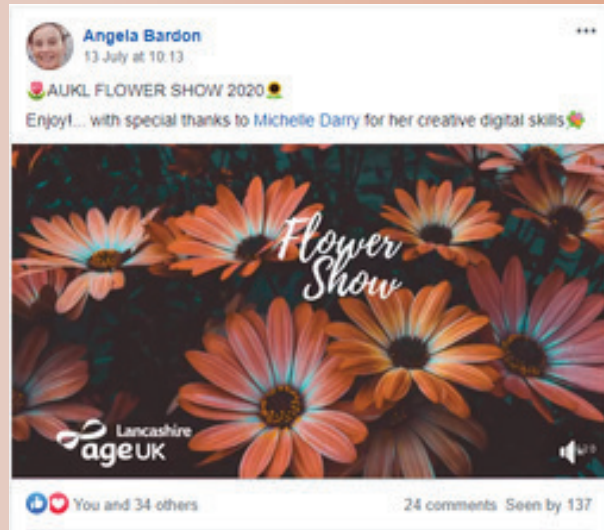 Angela Bardon
13 July at 10:13
AUKL FLOWER SHOW 2020
Enjoy!... with special thanks to Michelle Darry for her creative digital skills
Flower
Show
Lancashire
age UK
You and 34 others 24 comments Seen by 137